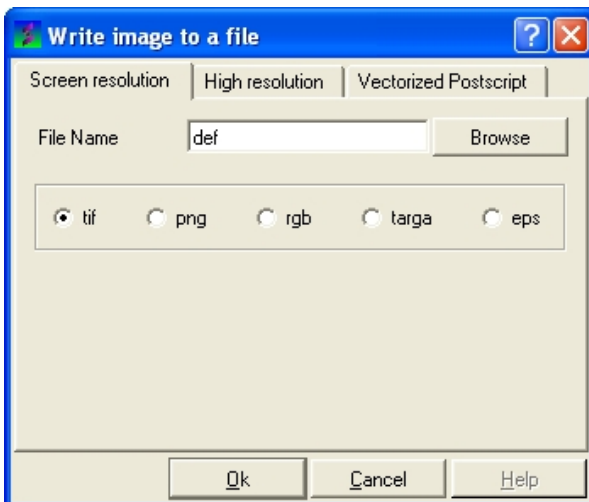 Write image to a file
Screen resolution High resolution Vectorized Postscript
File Name def Browse
tif png rgb targa eps
Ok Cancel Help